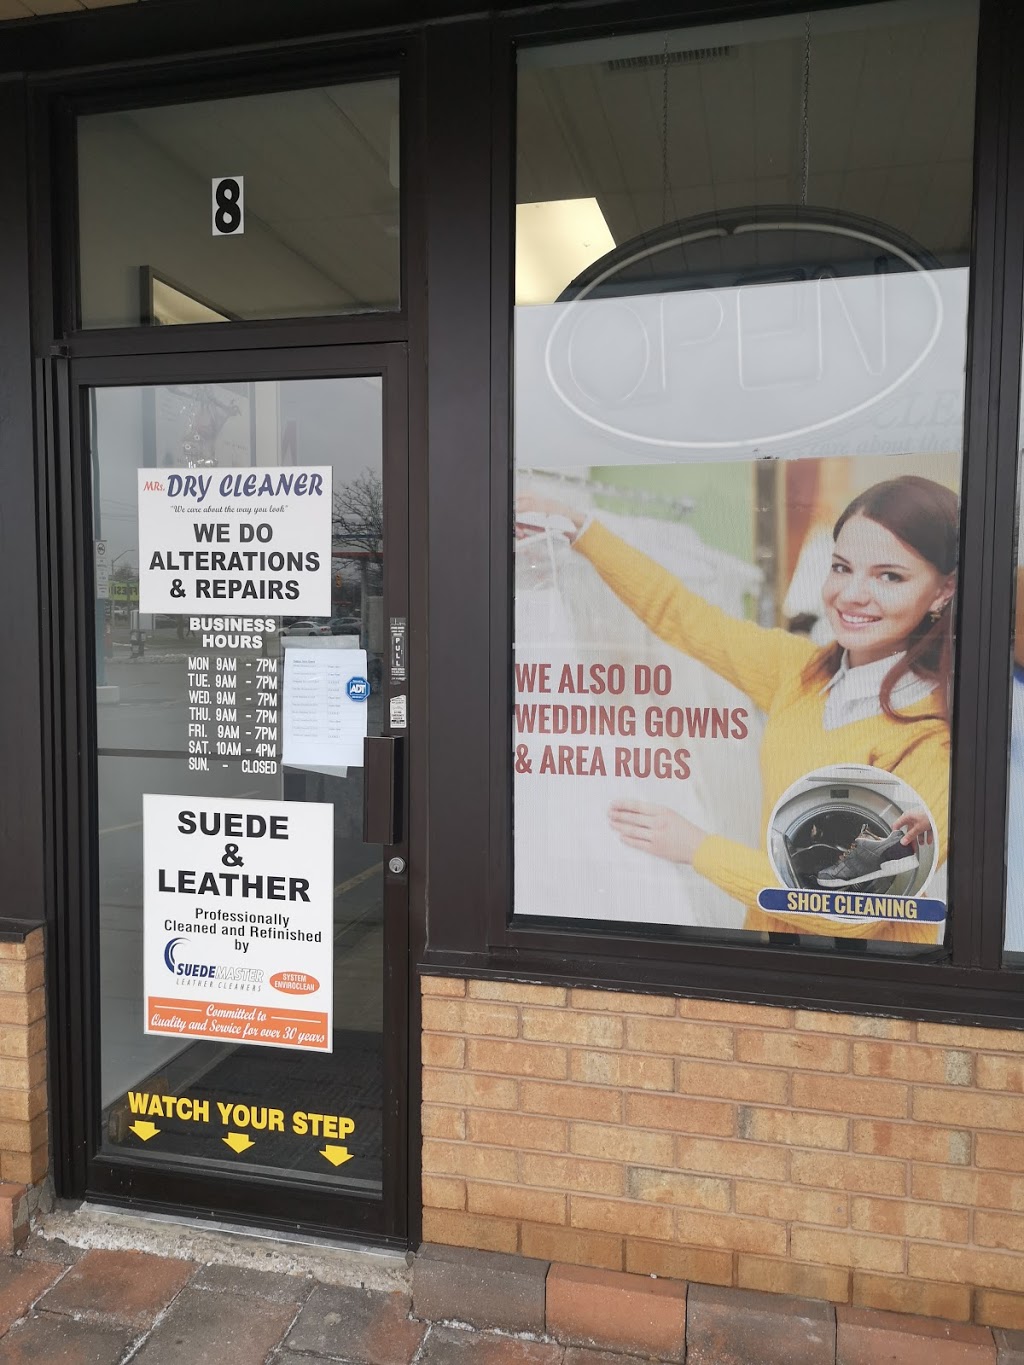 8
OPEN
MRs. DRY CLEANER
"We care about the way you look"
WE DO
ALTERATIONS
& REPAIRS
BUSINESS
HOURS
MON 9AM - 7PM
TUE. 9AM - 7PM
WED. 9AM - 7PM
THU. 9AM - 7PM
FRI. 9AM - 7PM
SAT. 10AM - 4PM
SUN. - CLOSED
ADT
PULL
SUEDE
&
LEATHER
Professionally
Cleaned and Refinished
by
SUEDEMASTER
LEATHER CLEANERS
SYSTEM
ENVIROCLEAN
Committed to
Quality and Service for over 30 years
WATCH YOUR STEP
WE ALSO DO
WEDDING GOWNS
& AREA RUGS
SHOE CLEANING